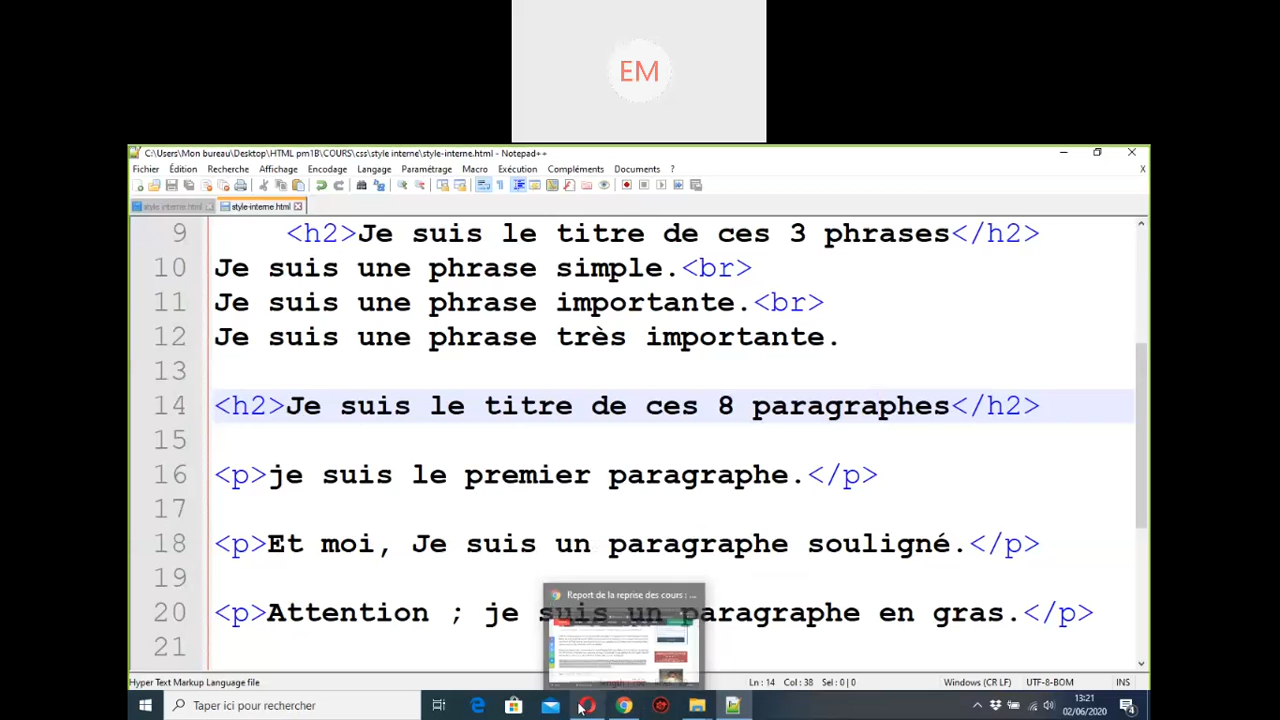 EM
C:\Users\Mon bureau\Desktop\HTML pm1B\COURS\css\style interne\style-interne.html - Notepad++
Fichier Édition Recherche Affichage Encodage Langage Paramétrage Macro Exécution Compléments Documents ? X
style-interne.html style-interne.html
9 <h2>Je suis le titre de ces 3 phrases</h2>
10 Je suis une phrase simple.<br>
11 Je suis une phrase importante.<br>
12 Je suis une phrase très importante.
13
14 <h2>Je suis le titre de ces 8 paragraphes</h2>
15
16 <p>je suis le premier paragraphe.</p>
17
18 <p>Et moi, Je suis un paragraphe souligné.</p>
19
20 <p>Attention ; je suis un paragraphe en gras.</p>
21
Report de la reprise des cours : ...
Hyper Text Markup Language file Ln : 14 Col : 38 Sel : 0 | 0 Windows (CR LF) UTF-8-BOM INS
Taper ici pour rechercher
13:21
02/06/2020
4